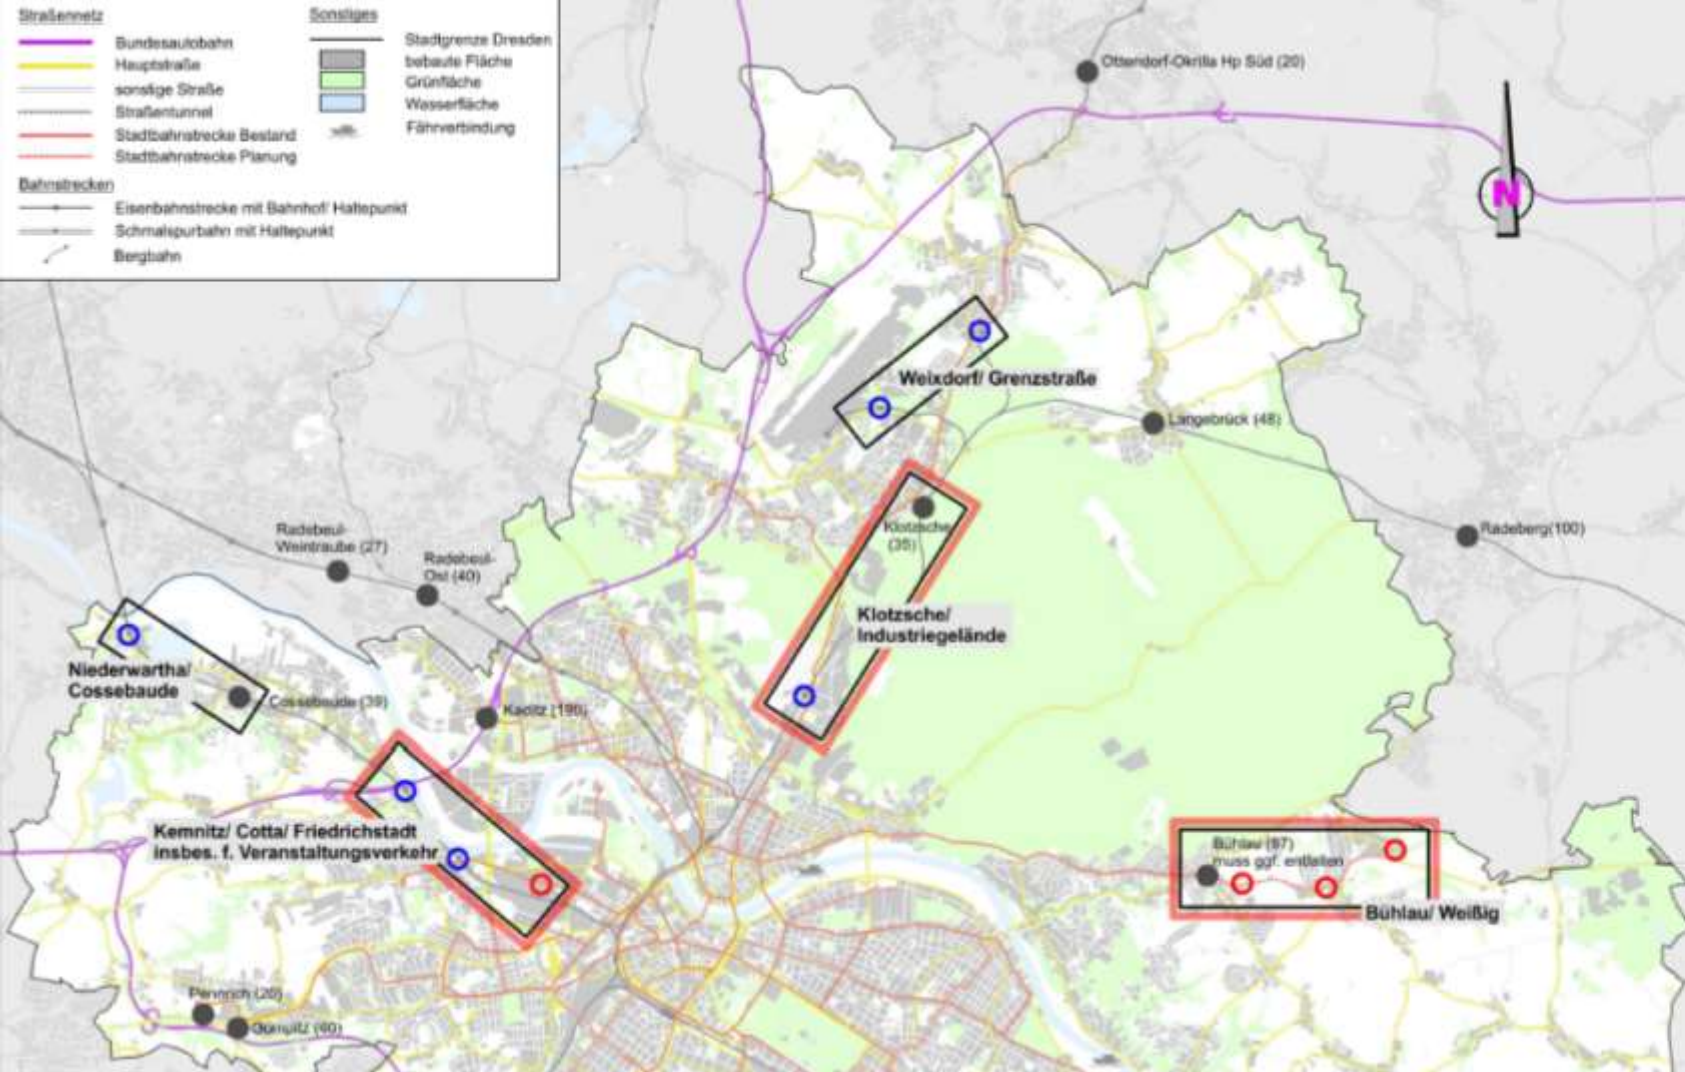 Straßennetz
Bundesautobahn
Hauptstraße
sonstige Straße
Straßentunnel
Stadtbahnstrecke Bestand
Stadtbahnstrecke Planung
Bahnstrecken
Eisenbahnstrecke mit Bahnhof/ Haltepunkt
Schmalspurbahn mit Haltepunkt
Bergbahn
Sonstiges
Stadtgrenze Dresden
bebaute Fläche
Grünfläche
Wasserfläche
Fährverbindung
Ottendorf-Okrilla Hp Süd (20)
N
Weixdorf/ Grenzstraße
Langebrück (48)
Radeberg(100)
Klotzsche
(35)
Radebeul-
Weintraube (27)
Radebeul-
Ost (40)
Klotzsche/
Industriegelände
Niederwartha/
Cossebaude
Cossebaude (39)
Kaditz (190)
Kemnitz/ Cotta/ Friedrichstadt
insbes. f. Veranstaltungsverkehr
Bühlau (87)
muss ggf. entfallen
Bühlau/ Weißig
Pennrich (20)
Gompitz (60)